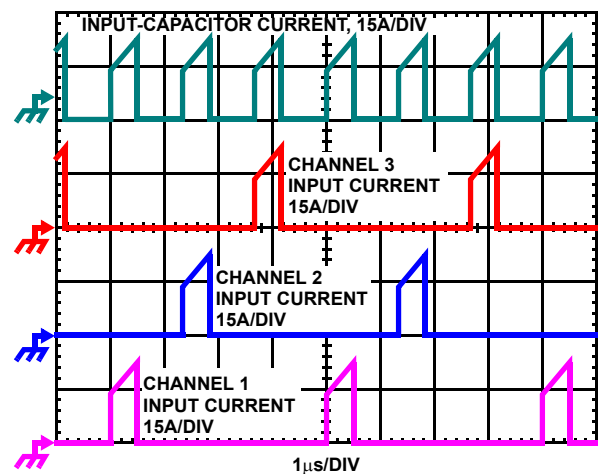 INPUT-CAPACITOR CURRENT, 15A/DIV
CHANNEL 3
INPUT CURRENT
15A/DIV
CHANNEL 2
INPUT CURRENT
15A/DIV
CHANNEL 1
INPUT CURRENT
15A/DIV
1μs/DIV